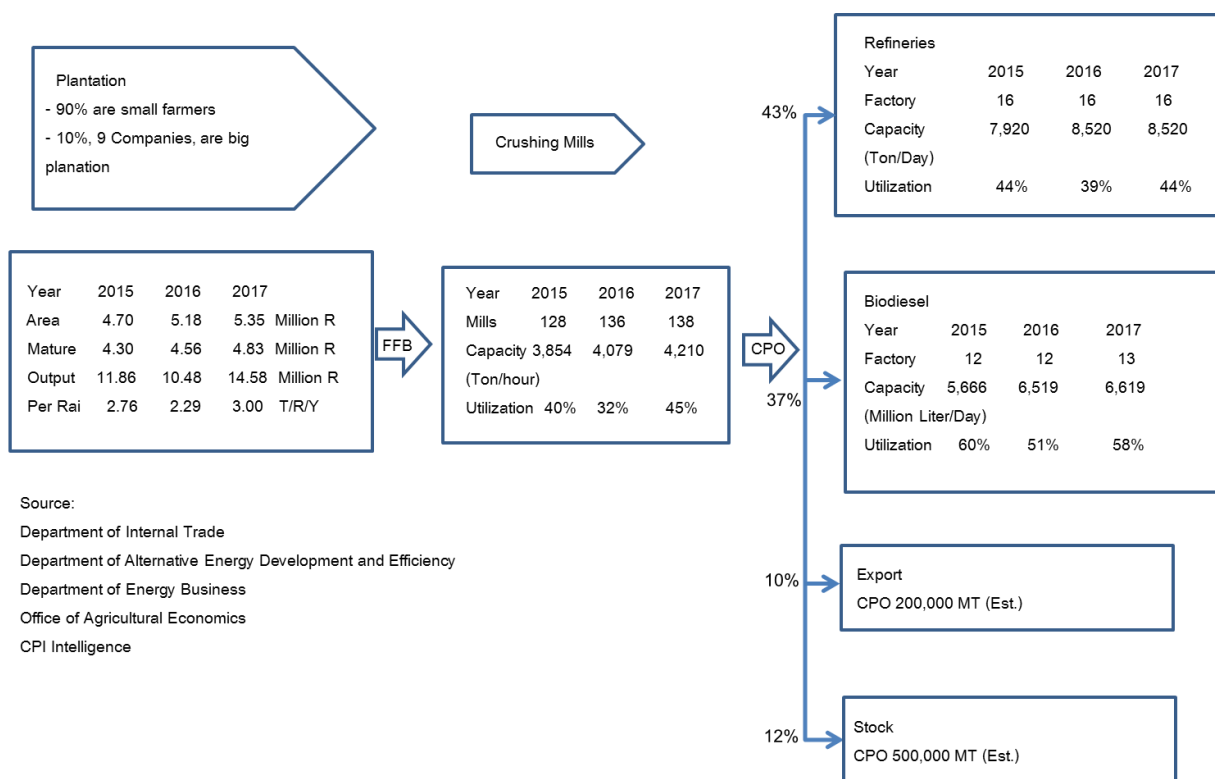 Plantation
- 90% are small farmers
- 10%, 9 Companies, are big
planation
Crushing Mills
Year 2015 2016 2017
Area 4.70 5.18 5.35 Million R
Mature 4.30 4.56 4.83 Million R
Output 11.86 10.48 14.58 Million R
Per Rai 2.76 2.29 3.00 T/R/Y
FFB
Year 2015 2016 2017
Mills 128 136 138
Capacity 3,854 4,079 4,210
(Ton/hour)
Utilization 40% 32% 45%
CPO
43%
Refineries
Year 2015 2016 2017
Factory 16 16 16
Capacity 7,920 8,520 8,520
(Ton/Day)
Utilization 44% 39% 44%
37%
Biodiesel
Year 2015 2016 2017
Factory 12 12 13
Capacity 5,666 6,519 6,619
(Million Liter/Day)
Utilization 60% 51% 58%
10%
Export
CPO 200,000 MT (Est.)
12%
Stock
CPO 500,000 MT (Est.)
Source:
Department of Internal Trade
Department of Alternative Energy Development and Efficiency
Department of Energy Business
Office of Agricultural Economics
CPI Intelligence